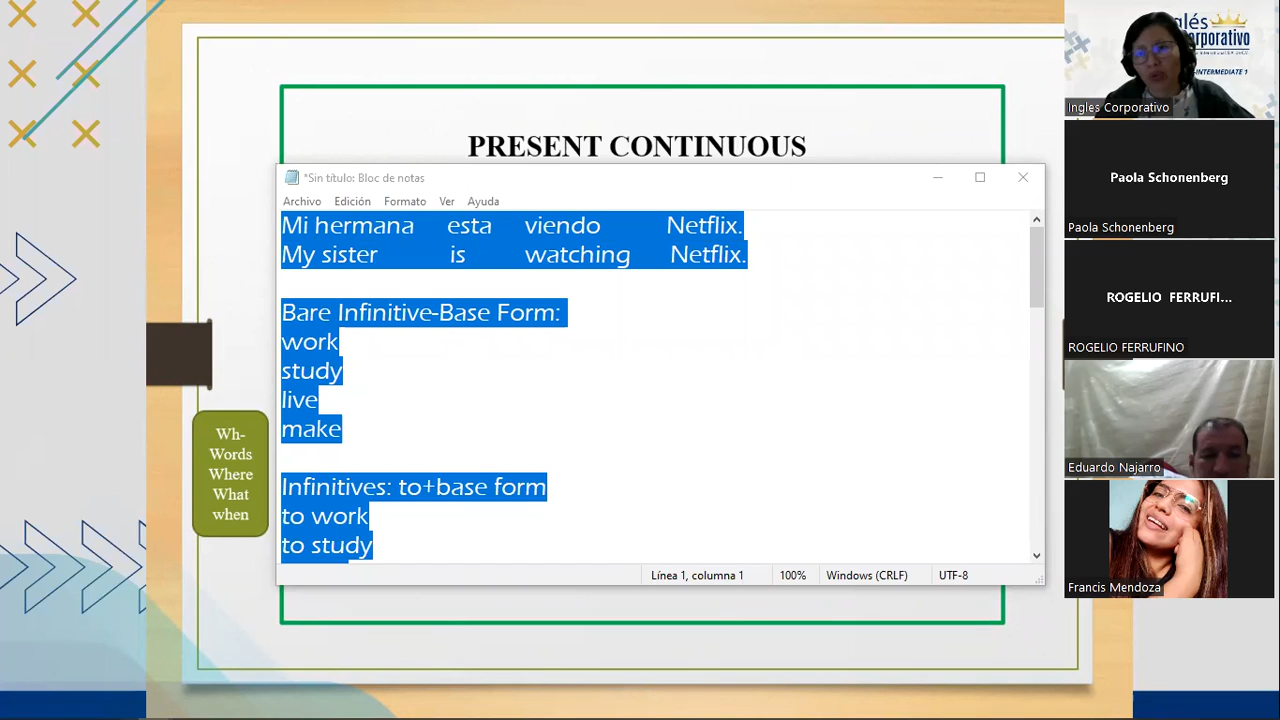 PRESENT CONTINUOUS
*Sin título: Bloc de notas
Archivo Edición Formato Ver Ayuda
Mi hermana esta viendo Netflix.
My sister is watching Netflix.
Bare Infinitive-Base Form:
work
study
live
make
Infinitives: to+base form
to work
to study
Línea 1, columna 1 100% Windows (CRLF) UTF-8
Wh-
Words
Where
What
when
glés
orporativo
-INTERMEDIATE 1
Ingles Corporativo
Paola Schonenberg
Paola Schonenberg
ROGELIO FERRUFI...
ROGELIO FERRUFINO
Eduardo Najarro
Francis Mendoza